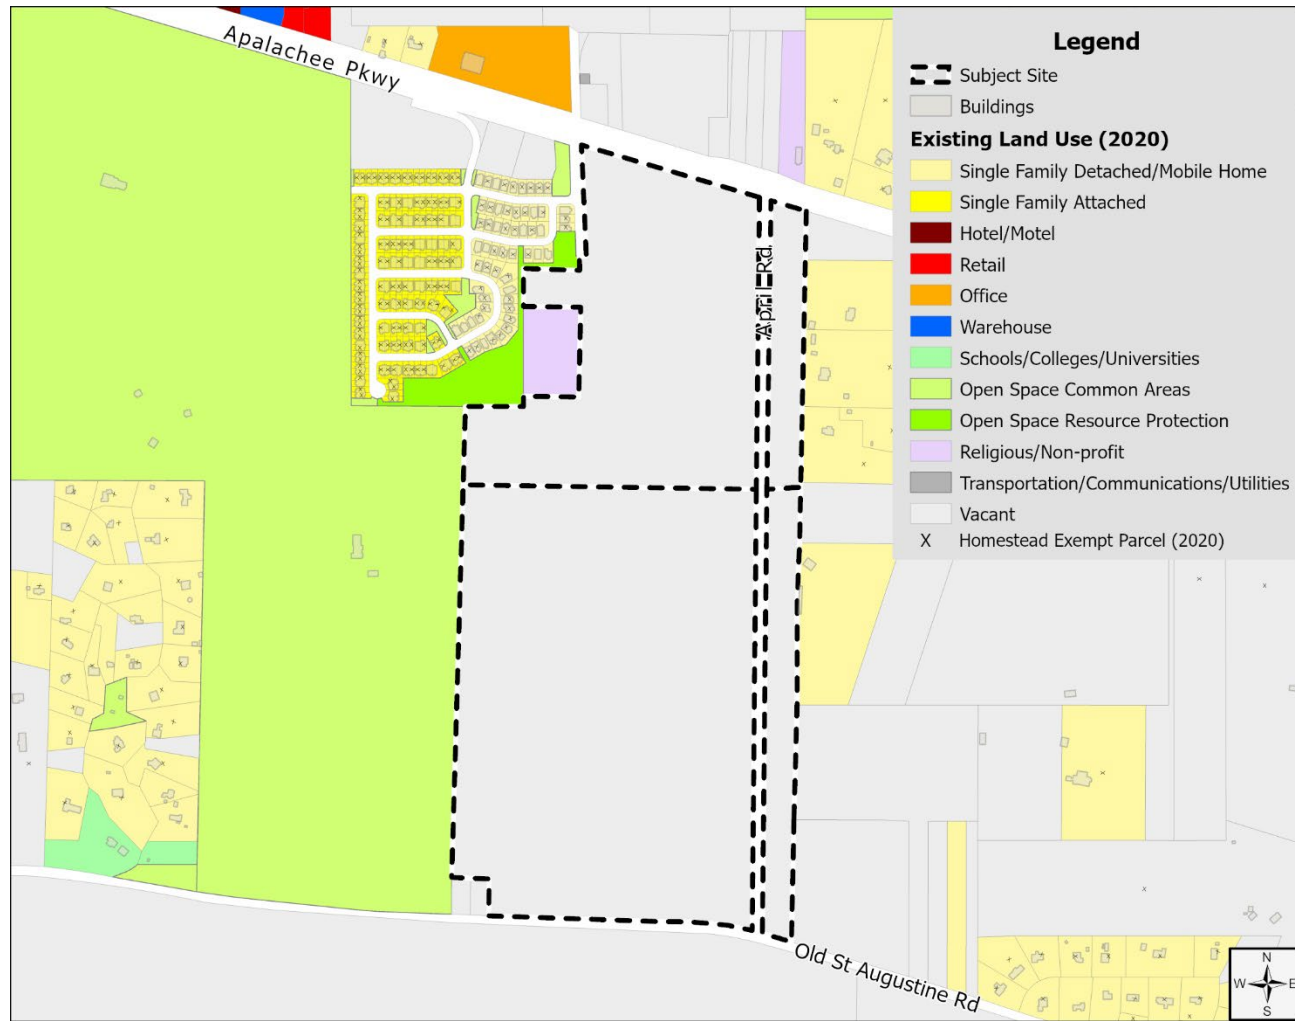 Apalachee Pkwy
April Rd
Old St Augustine Rd
Legend
Subject Site
Buildings
Existing Land Use (2020)
Single Family Detached/Mobile Home
Single Family Attached
Hotel/Motel
Retail
Office
Warehouse
Schools/Colleges/Universities
Open Space Common Areas
Open Space Resource Protection
Religious/Non-profit
Transportation/Communications/Utilities
Vacant
X Homestead Exempt Parcel (2020)
N
W E
S